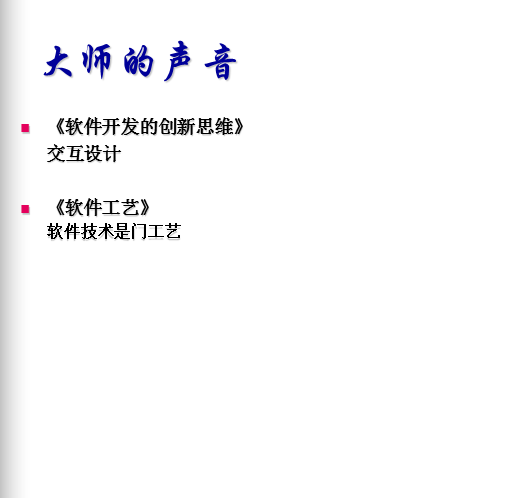 大师的声音
《软件开发的创新思维》
交互设计
《软件工艺》
软件技术是门工艺